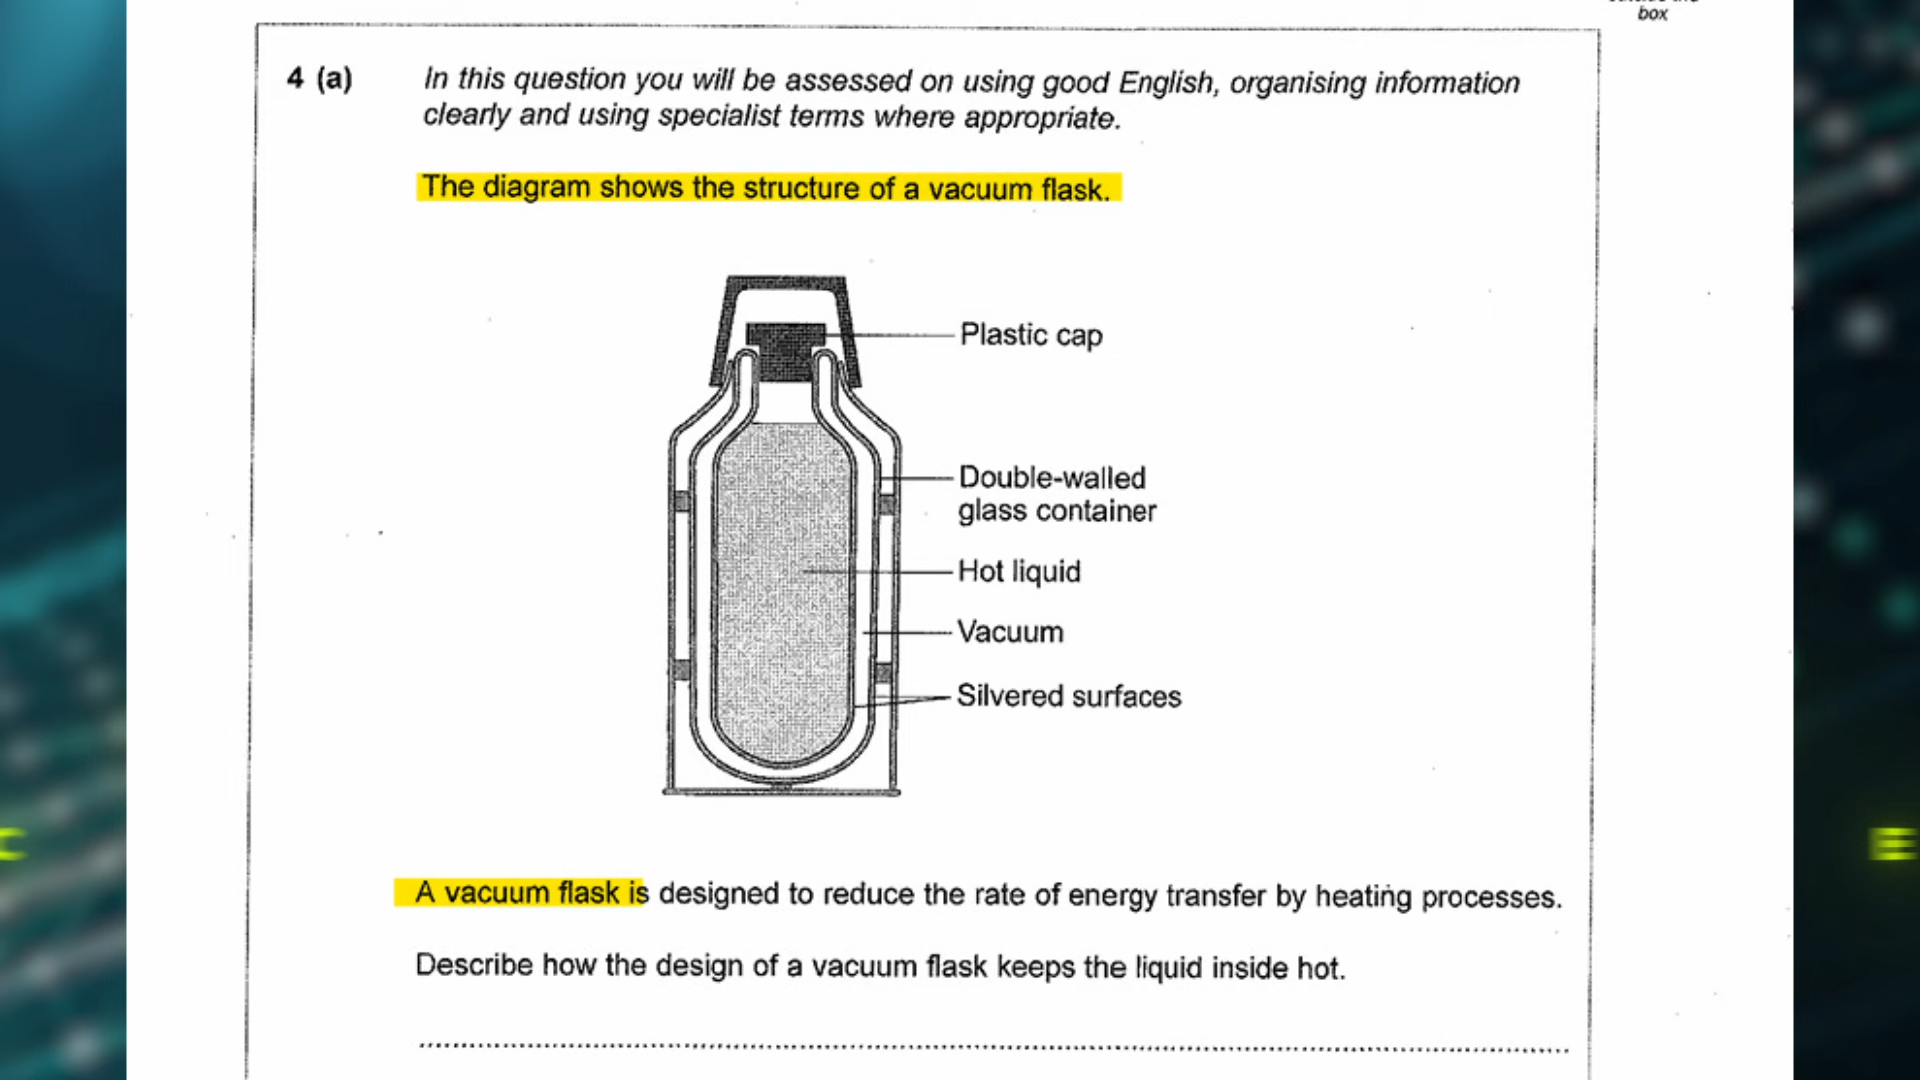 box
4 (a) In this question you will be assessed on using good English, organising information
clearly and using specialist terms where appropriate.
The diagram shows the structure of a vacuum flask.
Plastic cap
Double-walled
glass container
Hot liquid
Vacuum
Silvered surfaces
A vacuum flask is designed to reduce the rate of energy transfer by heating processes.
Describe how the design of a vacuum flask keeps the liquid inside hot.